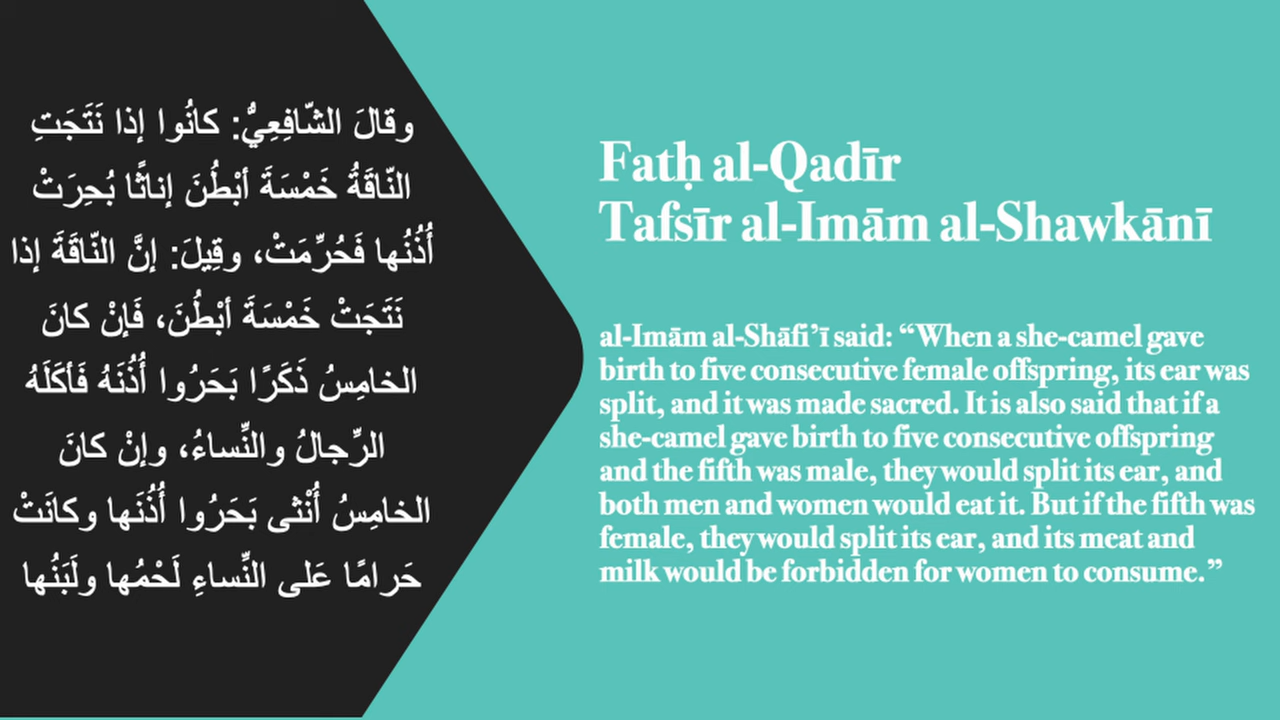 وقالَ الشّافِعِيُّ: كانُوا إذا نَتَجَتِ
النّاقَةُ خَمْسَةَ أبْطُنَ إناثًا بُحِرَتْ
أُذُنُها فَحُرِّمَتْ، وقِيلَ: إنَّ النّاقَةَ إذا
نَتَجَتْ خَمْسَةَ أبْطُنَ، فَإنْ كانَ
الخامِسُ ذَكَرًا بَحَرُوا أُذُنَهُ فَأكَلَهُ
الرِّجالُ والنِّساءُ، وإنْ كانَ
الخامِسُ أُنْثى بَحَرُوا أُذُنَها وكانَتْ
حَرامًا عَلى النِّساءِ لَحْمُها ولَبَنُها
Fatḥ al-Qadīr
Tafsīr al-Imām al-Shawkānī
al-Imām al-Shāfi’ī said: “When a she-camel gave
birth to five consecutive female offspring, its ear was
split, and it was made sacred. It is also said that if a
she-camel gave birth to five consecutive offspring
and the fifth was male, they would split its ear, and
both men and women would eat it. But if the fifth was
female, they would split its ear, and its meat and
milk would be forbidden for women to consume.”